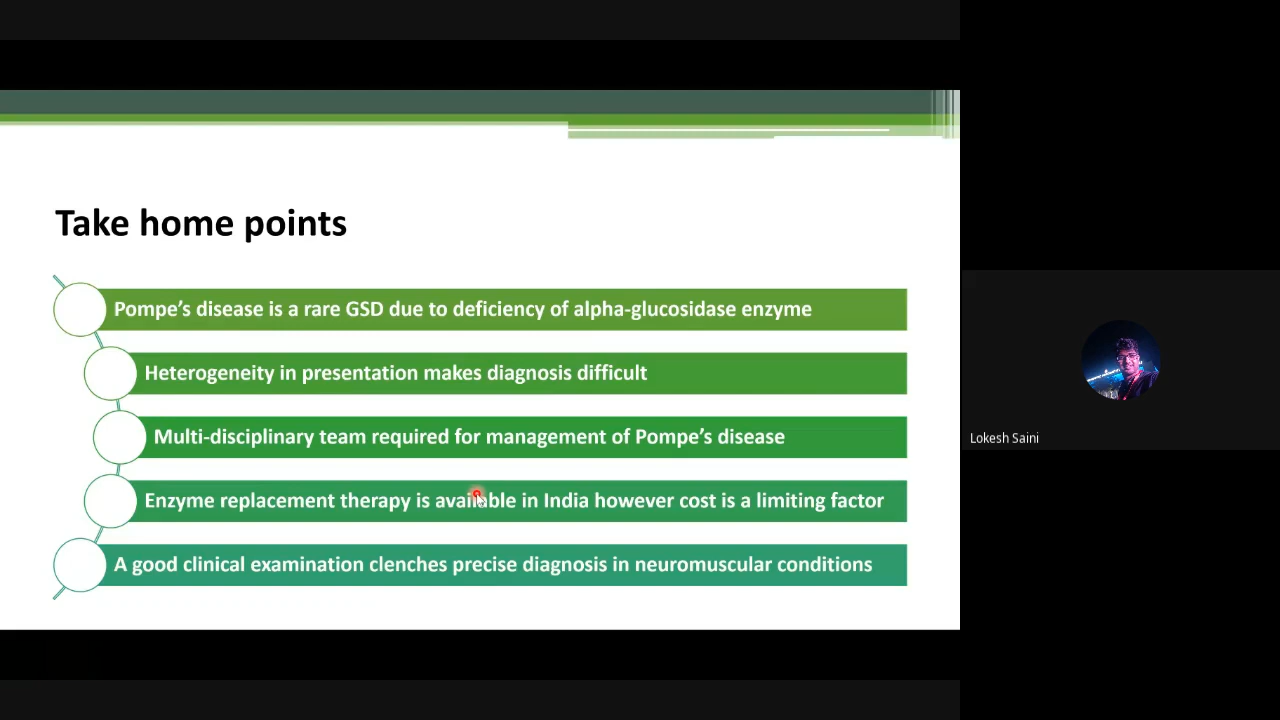 Take home points
Pompe’s disease is a rare GSD due to deficiency of alpha-glucosidase enzyme
Heterogeneity in presentation makes diagnosis difficult
Multi-disciplinary team required for management of Pompe’s disease
Enzyme replacement therapy is available in India however cost is a limiting factor
A good clinical examination clenches precise diagnosis in neuromuscular conditions
Lokesh Saini